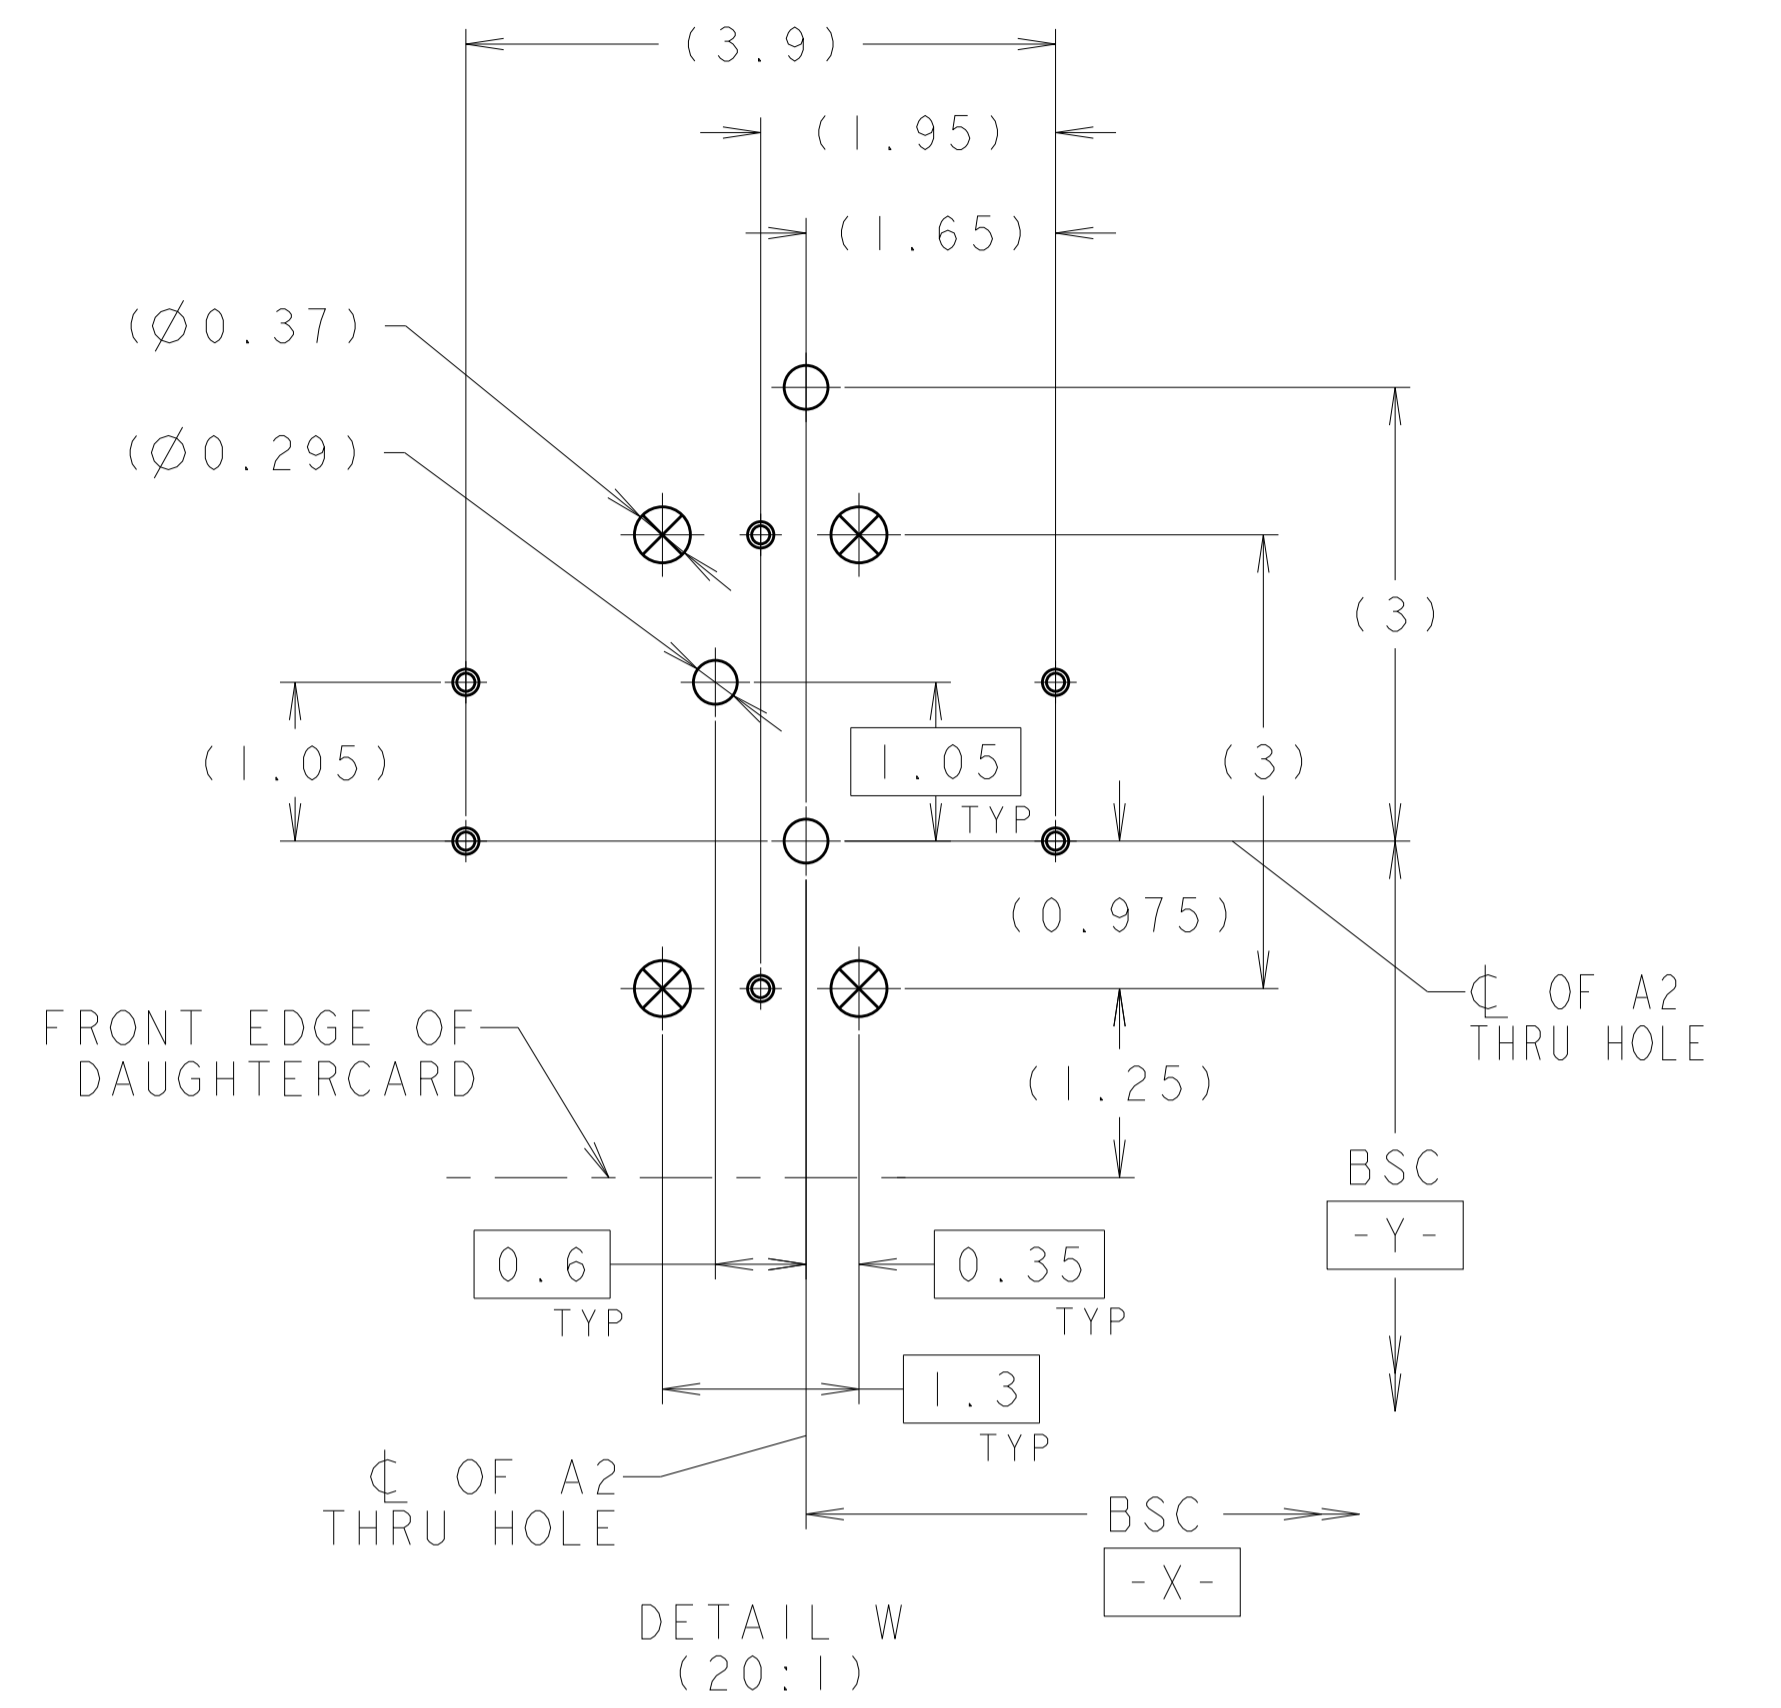 (3.9)
(1.95)
(1.65)
(Ø0.37)
(Ø0.29)
(3)
(1.05)
1.05
TYP
(3)
(0.975)
℄ OF A2
THRU HOLE
FRONT EDGE OF
DAUGHTERCARD
(1.25)
BSC
-Y-
0.6
TYP
0.35
TYP
1.3
TYP
℄ OF A2
THRU HOLE
BSC
-X-
DETAIL W
(20:1)